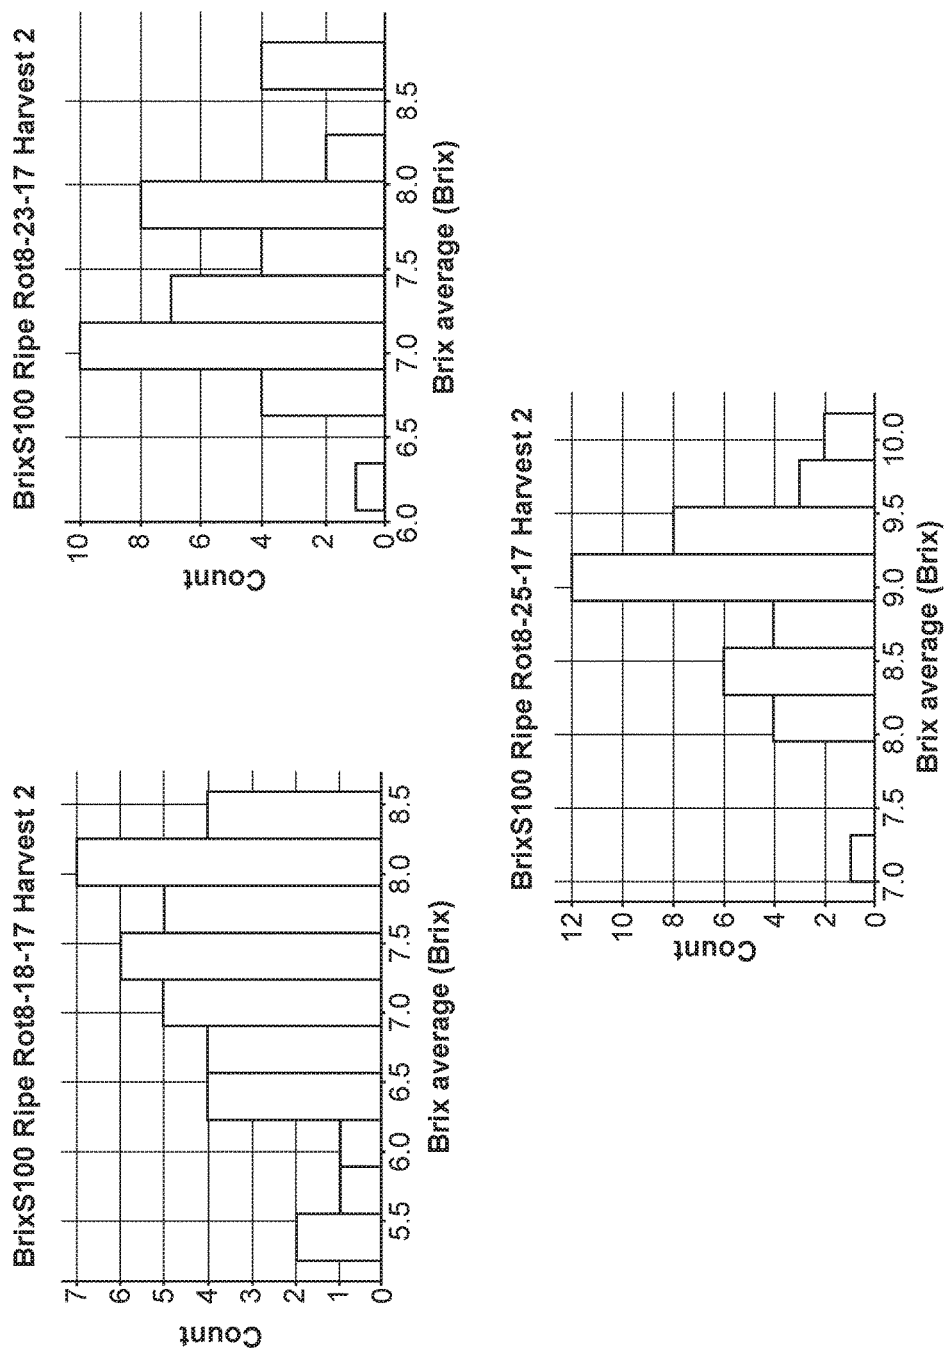 BrixS100 Ripe Rot8-18-17 Harvest 2
7
6
5
4
3
2
1
0
Count
5.5 6.0 6.5 7.0 7.5 8.0 8.5
Brix average (Brix)
BrixS100 Ripe Rot8-23-17 Harvest 2
10
8
6
4
2
0
Count
6.0 6.5 7.0 7.5 8.0 8.5
Brix average (Brix)
BrixS100 Ripe Rot8-25-17 Harvest 2
12
10
8
6
4
2
0
Count
7.0 7.5 8.0 8.5 9.0 9.5 10.0
Brix average (Brix)